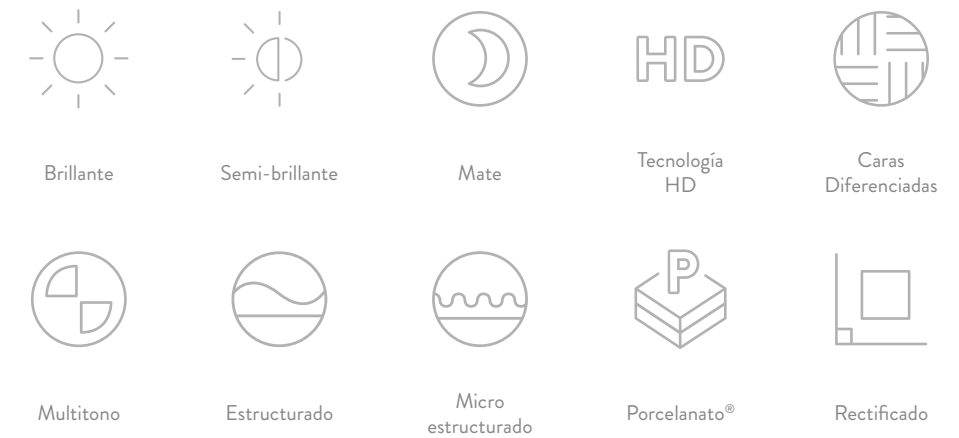 HD
Brillante
Semi-brillante
Mate
Tecnología
HD
Caras
Diferenciadas
P
Multitono
Estructurado
Micro
estructurado
Porcelanato®
Rectificado